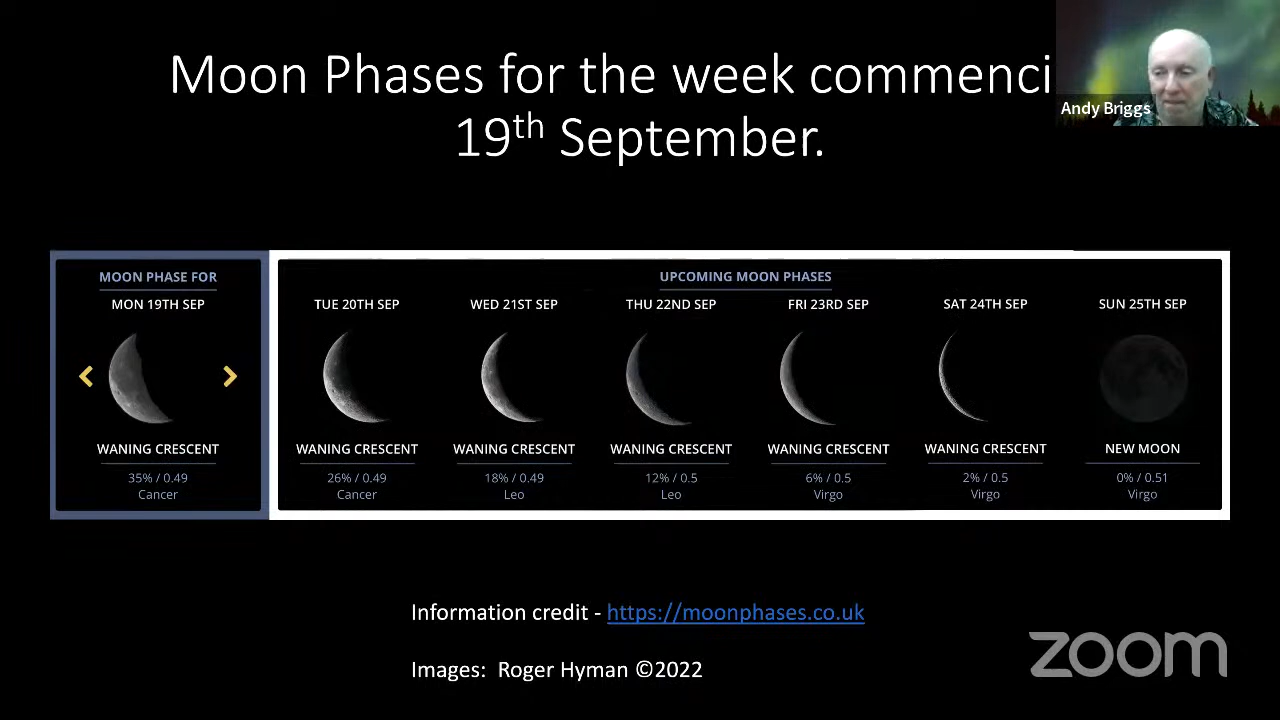 Moon Phases for the week commenci
19th September.
Andy Briggs
MOON PHASE FOR
MON 19TH SEP
WANING CRESCENT
35% / 0.49
Cancer
UPCOMING MOON PHASES
TUE 20TH SEP
WANING CRESCENT
26% / 0.49
Cancer
WED 21ST SEP
WANING CRESCENT
18% / 0.49
Leo
THU 22ND SEP
WANING CRESCENT
12% / 0.5
Leo
FRI 23RD SEP
WANING CRESCENT
6% / 0.5
Virgo
SAT 24TH SEP
WANING CRESCENT
2% / 0.5
Virgo
SUN 25TH SEP
NEW MOON
0% / 0.51
Virgo
Information credit - https://moonphases.co.uk
Images: Roger Hyman ©2022
zoom